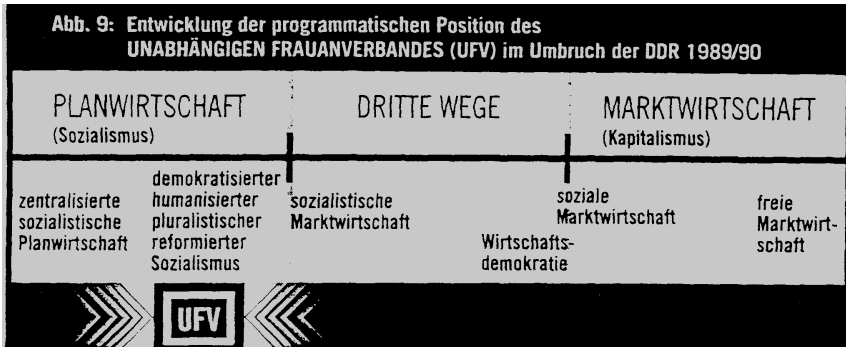 Abb. 9: Entwicklung der programmatischen Position des
UNABHÄNGIGEN FRAUANVERBANDES (UFV) im Umbruch der DDR 1989/90
PLANWIRTSCHAFT
(Sozialismus)
DRITTE WEGE
MARKTWIRTSCHAFT
(Kapitalismus)
zentralisierte
sozialistische
Planwirtschaft
demokratisierter
humanisierter
pluralistischer
reformierter
Sozialismus
sozialistische
Marktwirtschaft
Wirtschafts-
demokratie
soziale
Marktwirtschaft
freie
Marktwirt-
schaft
UFV